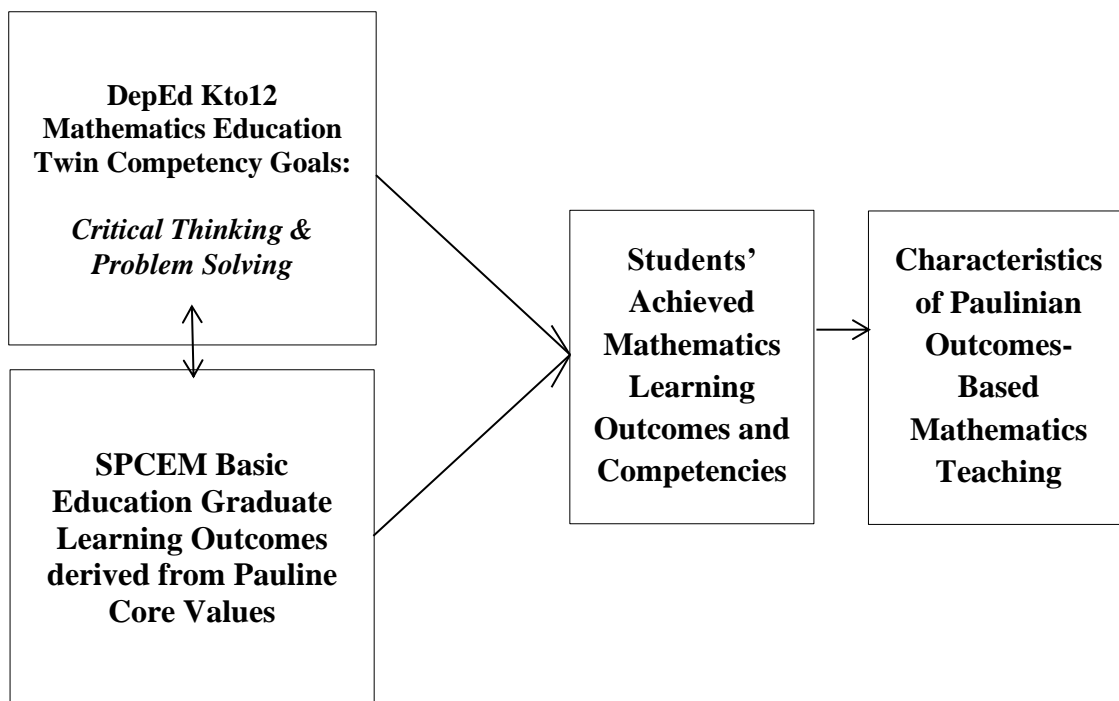 DepEd Kto12
Mathematics Education
Twin Competency Goals:
Critical Thinking &
Problem Solving
SPCEM Basic
Education Graduate
Learning Outcomes
derived from Pauline
Core Values
Students’
Achieved
Mathematics
Learning
Outcomes and
Competencies
Characteristics
of Paulinian
Outcomes-
Based
Mathematics
Teaching